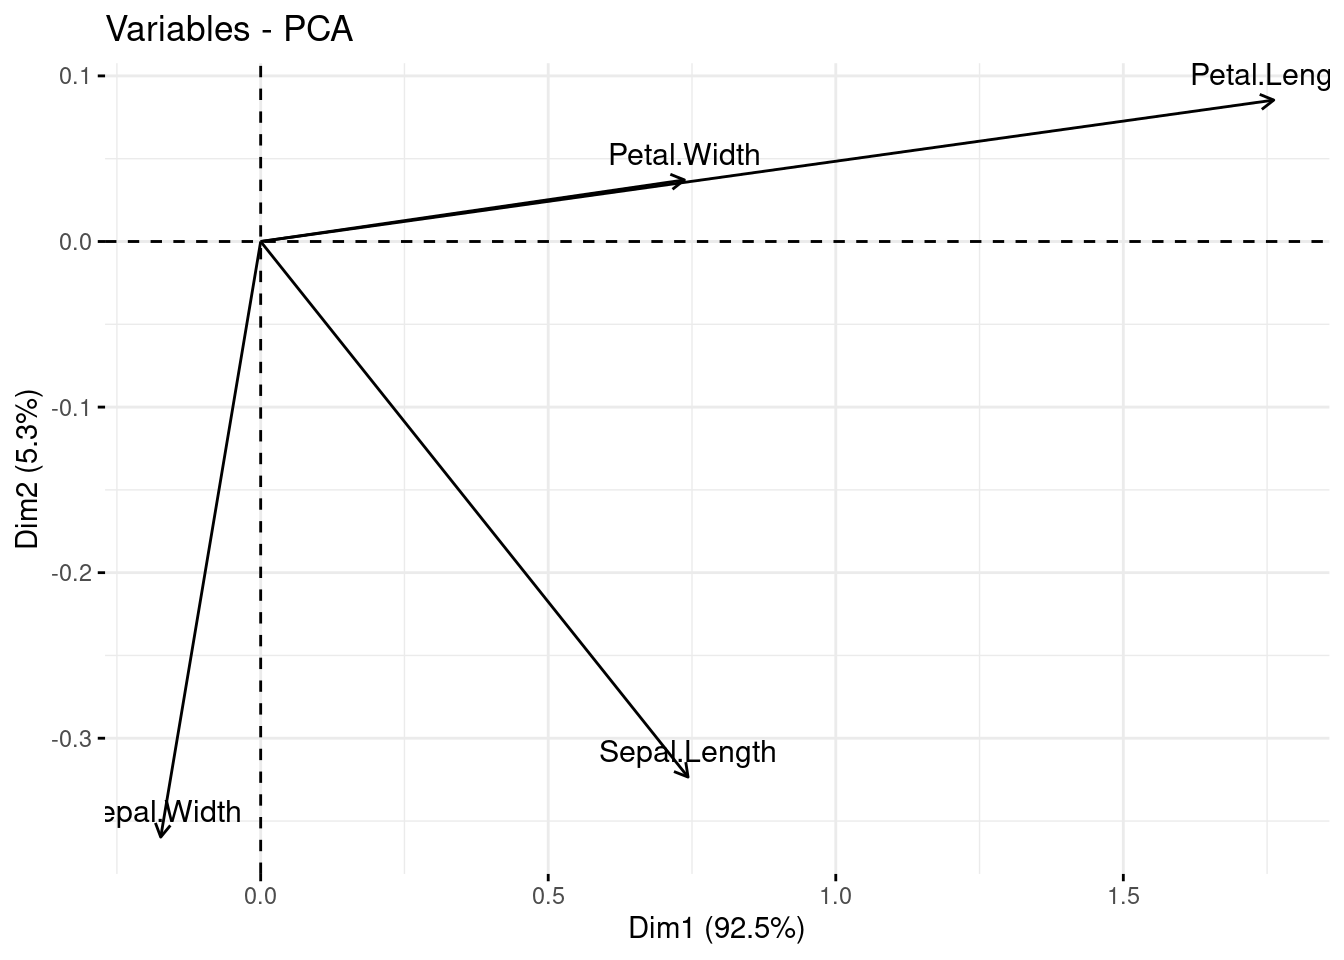 Variables - PCA
0.1
Petal.Leng
Petal.Width
0.0
-0.1
Dim2 (5.3%)
-0.2
-0.3
Sepal.Length
epal.Width
0.0
0.5
1.0
1.5
Dim1 (92.5%)